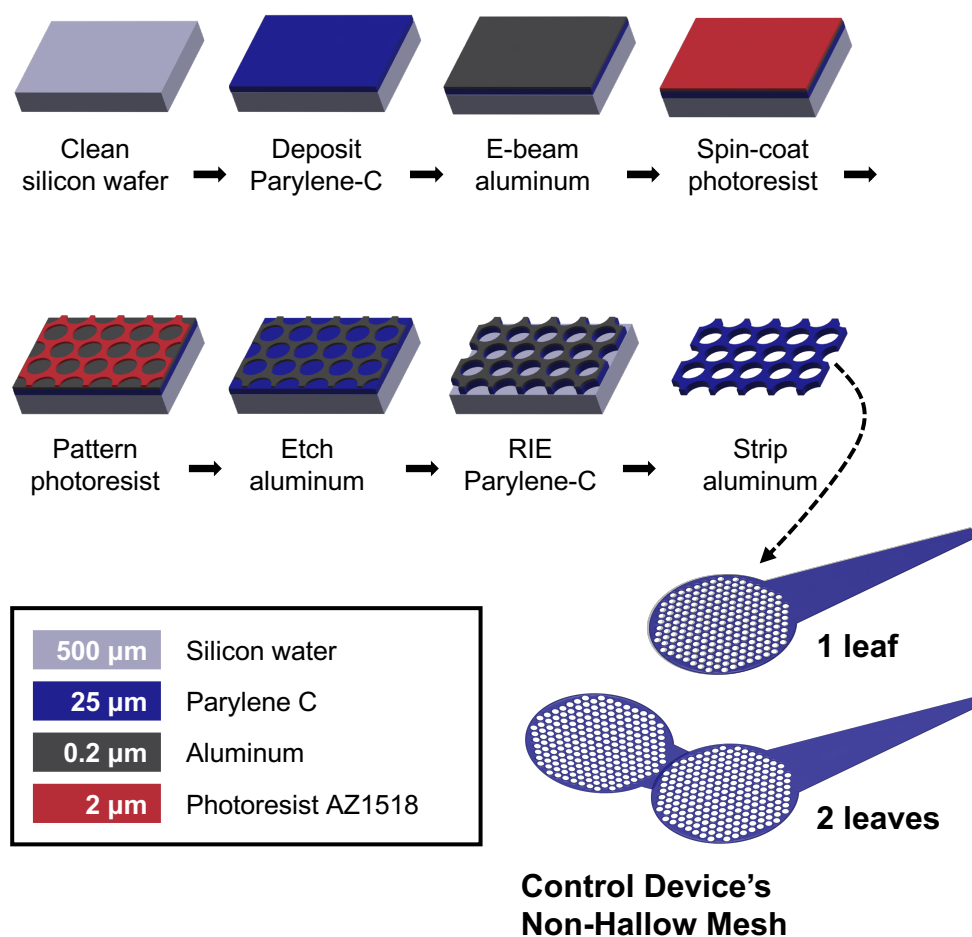 Clean
silicon wafer
Deposit
Parylene-C
E-beam
aluminum
Spin-coat
photoresist
Pattern
photoresist
Etch
aluminum
RIE
Parylene-C
Strip
aluminum
1 leaf
2 leaves
500 µm Silicon water
25 µm Parylene C
0.2 µm Aluminum
2 µm Photoresist AZ1518
Control Device's
Non-Hallow Mesh